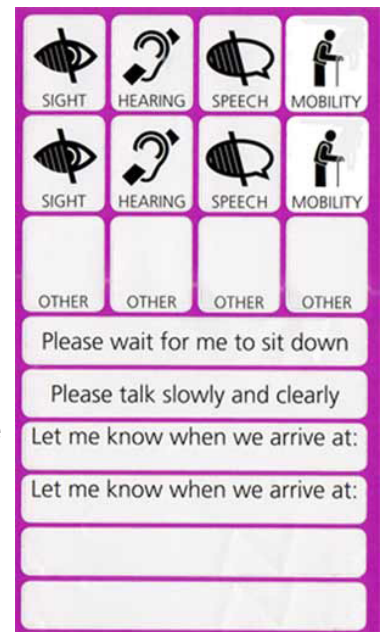 SIGHT HEARING SPEECH MOBILITY
SIGHT HEARING SPEECH MOBILITY
OTHER OTHER OTHER OTHER
Please wait for me to sit down
Please talk slowly and clearly
Let me know when we arrive at:
Let me know when we arrive at: